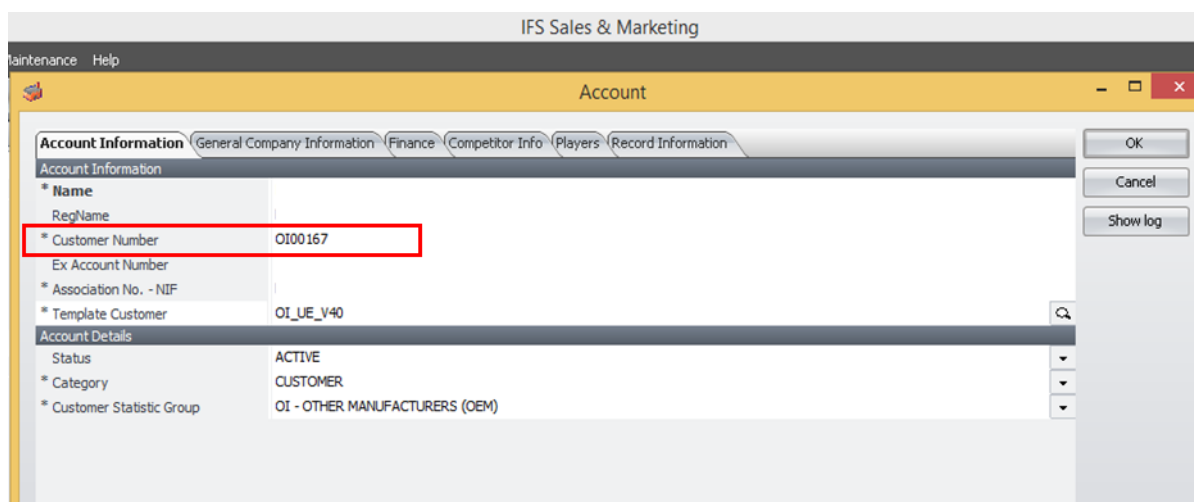 IFS Sales & Marketing
Maintenance Help
Account
Account Information General Company Information Finance Competitor Info Players Record Information
OK
Account Information
Cancel
* Name
RegName
Show log
* Customer Number OI00167
Ex Account Number
* Association No. - NIF
* Template Customer OI_UE_V40
Account Details
Status ACTIVE
* Category CUSTOMER
* Customer Statistic Group OI - OTHER MANUFACTURERS (OEM)